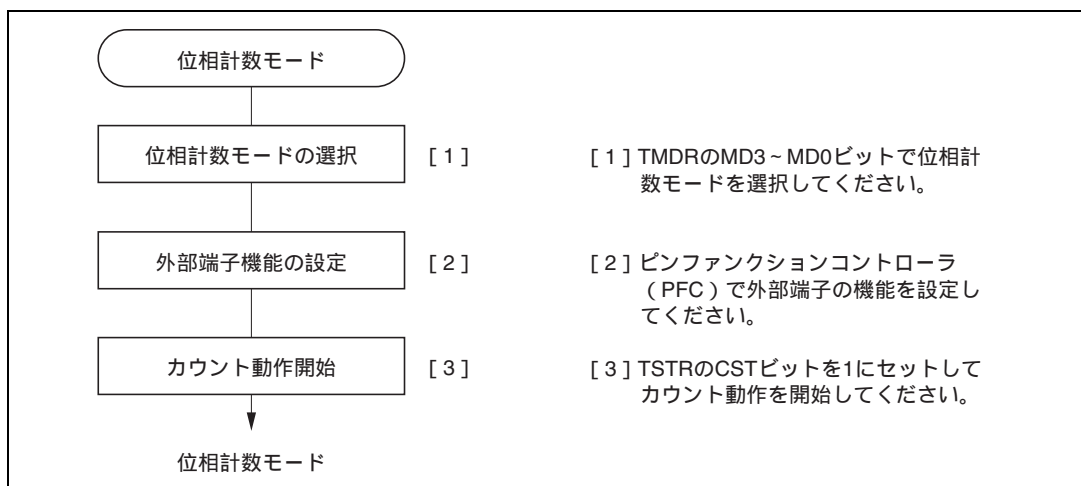 位相計数モード
位相計数モードの選択 [1]
[1] TMDRのMD3~MD0ビットで位相計
数モードを選択してください。
外部端子機能の設定 [2]
[2] ピンファンクションコントローラ
(PFC)で外部端子の機能を設定し
てください。
カウント動作開始 [3]
[3] TSTRのCSTビットを1にセットして
カウント動作を開始してください。
位相計数モード